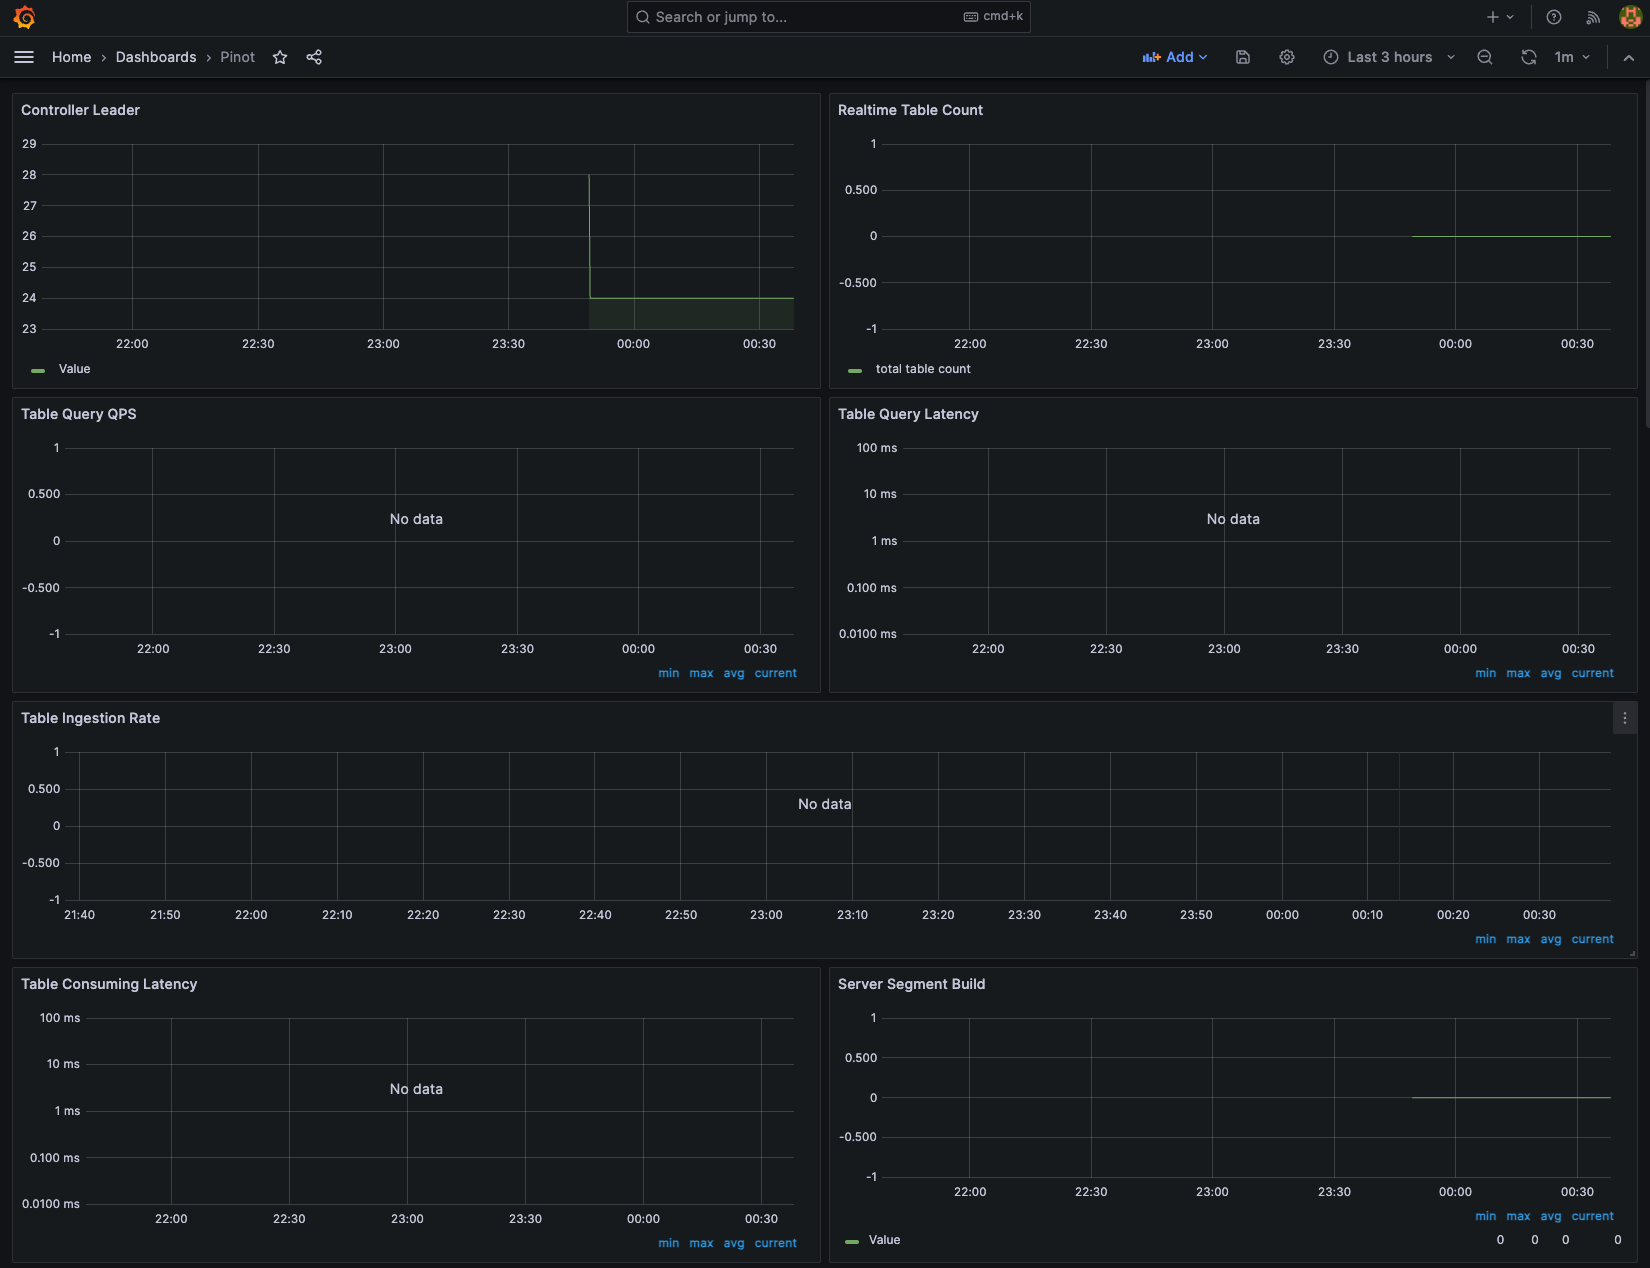 Search or jump to... cmd+k
Home › Dashboards › Pinot Add Last 3 hours 1m
Controller Leader
29
28
27
26
25
24
23
22:00 22:30 23:00 23:30 00:00 00:30
Value
Realtime Table Count
1
0.500
0
-0.500
-1
22:00 22:30 23:00 23:30 00:00 00:30
total table count
Table Query QPS
1
0.500
No data
0
-0.500
-1
22:00 22:30 23:00 23:30 00:00 00:30
min max avg current
Table Query Latency
100 ms
10 ms
No data
1 ms
0.100 ms
0.0100 ms
22:00 22:30 23:00 23:30 00:00 00:30
min max avg current
Table Ingestion Rate
1
0.500
No data
0
-0.500
-1
21:40 21:50 22:00 22:10 22:20 22:30 22:40 22:50 23:00 23:10 23:20 23:30 23:40 23:50 00:00 00:10 00:20 00:30
min max avg current
Table Consuming Latency
100 ms
10 ms
No data
1 ms
0.100 ms
0.0100 ms
22:00 22:30 23:00 23:30 00:00 00:30
min max avg current
Server Segment Build
1
0.500
0
-0.500
-1
22:00 22:30 23:00 23:30 00:00 00:30
min max avg current
Value 0 0 0 0